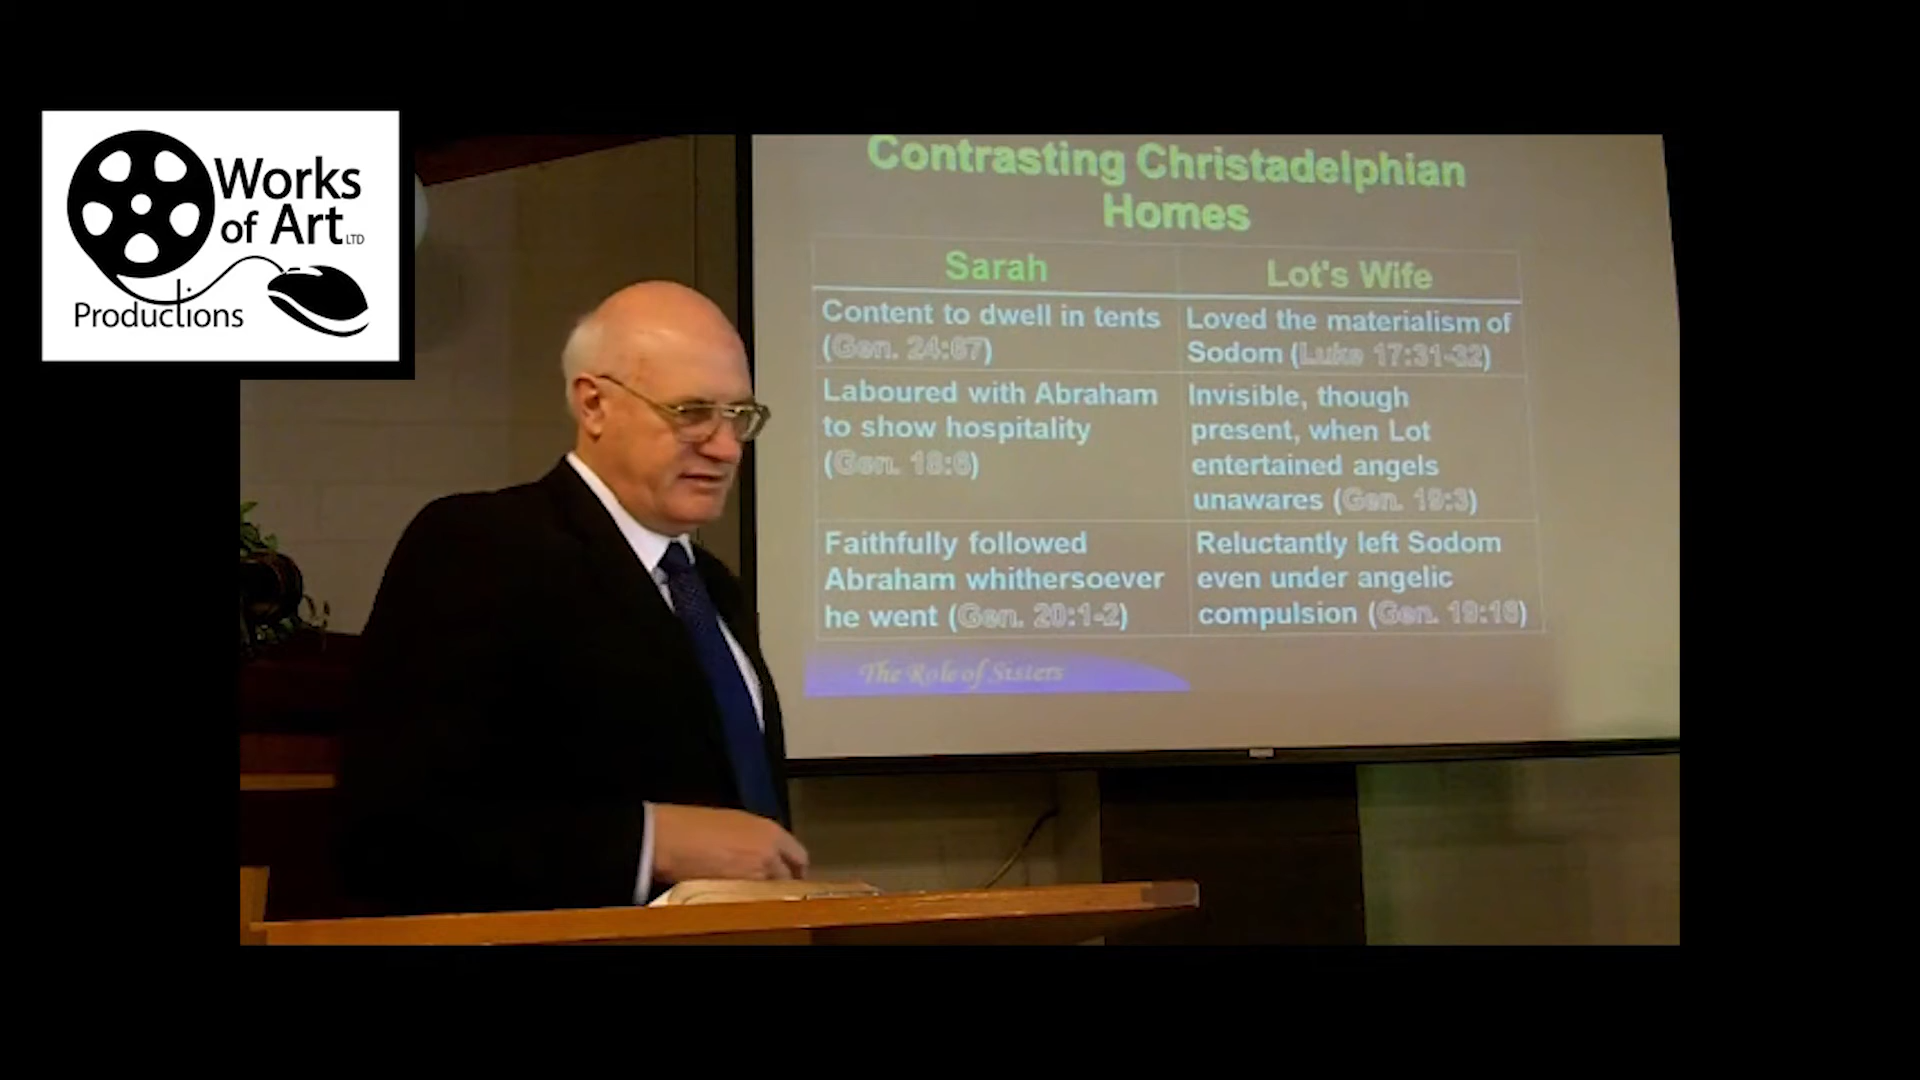 Works
of Art LTD
Productions
Contrasting Christadelphian
Homes
Sarah
Lot's Wife
Content to dwell in tents
(Gen. 24:67)
Loved the materialism of
Sodom (Luke 17:31-32)
Laboured with Abraham
to show hospitality
(Gen. 18:6)
Invisible, though
present, when Lot
entertained angels
unawares (Gen. 19:3)
Faithfully followed
Abraham whithersoever
he went (Gen. 20:1-2)
Reluctantly left Sodom
even under angelic
compulsion (Gen. 19:16)
The Role of Sisters